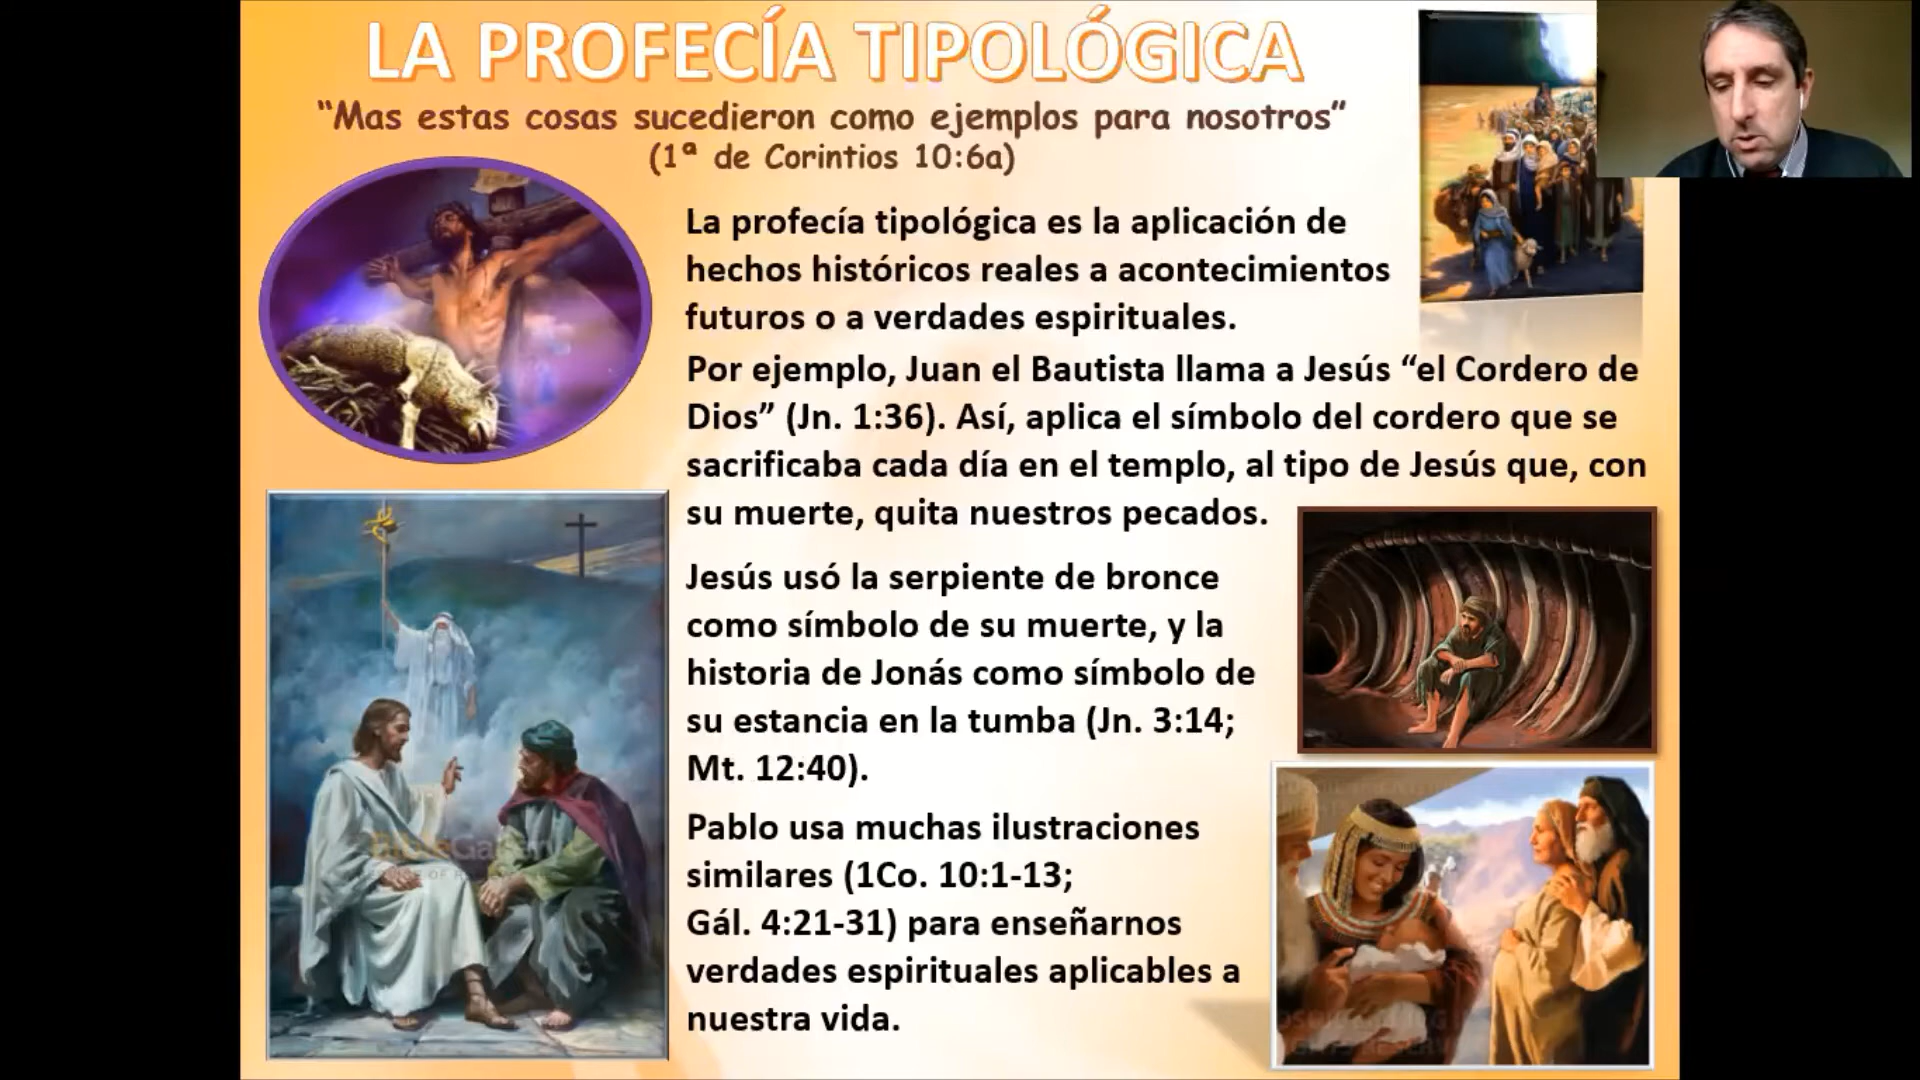 LA PROFECÍA TIPOLÓGICA
“Mas estas cosas sucedieron como ejemplos para nosotros”
(1ª de Corintios 10:6a)
La profecía tipológica es la aplicación de
hechos históricos reales a acontecimientos
futuros o a verdades espirituales.
Por ejemplo, Juan el Bautista llama a Jesús “el Cordero de
Dios” (Jn. 1:36). Así, aplica el símbolo del cordero que se
sacrificaba cada día en el templo, al tipo de Jesús que, con
su muerte, quita nuestros pecados.
Jesús usó la serpiente de bronce
como símbolo de su muerte, y la
historia de Jonás como símbolo de
su estancia en la tumba (Jn. 3:14;
Mt. 12:40).
Pablo usa muchas ilustraciones
similares (1Co. 10:1-13;
Gál. 4:21-31) para enseñarnos
verdades espirituales aplicables a
nuestra vida.